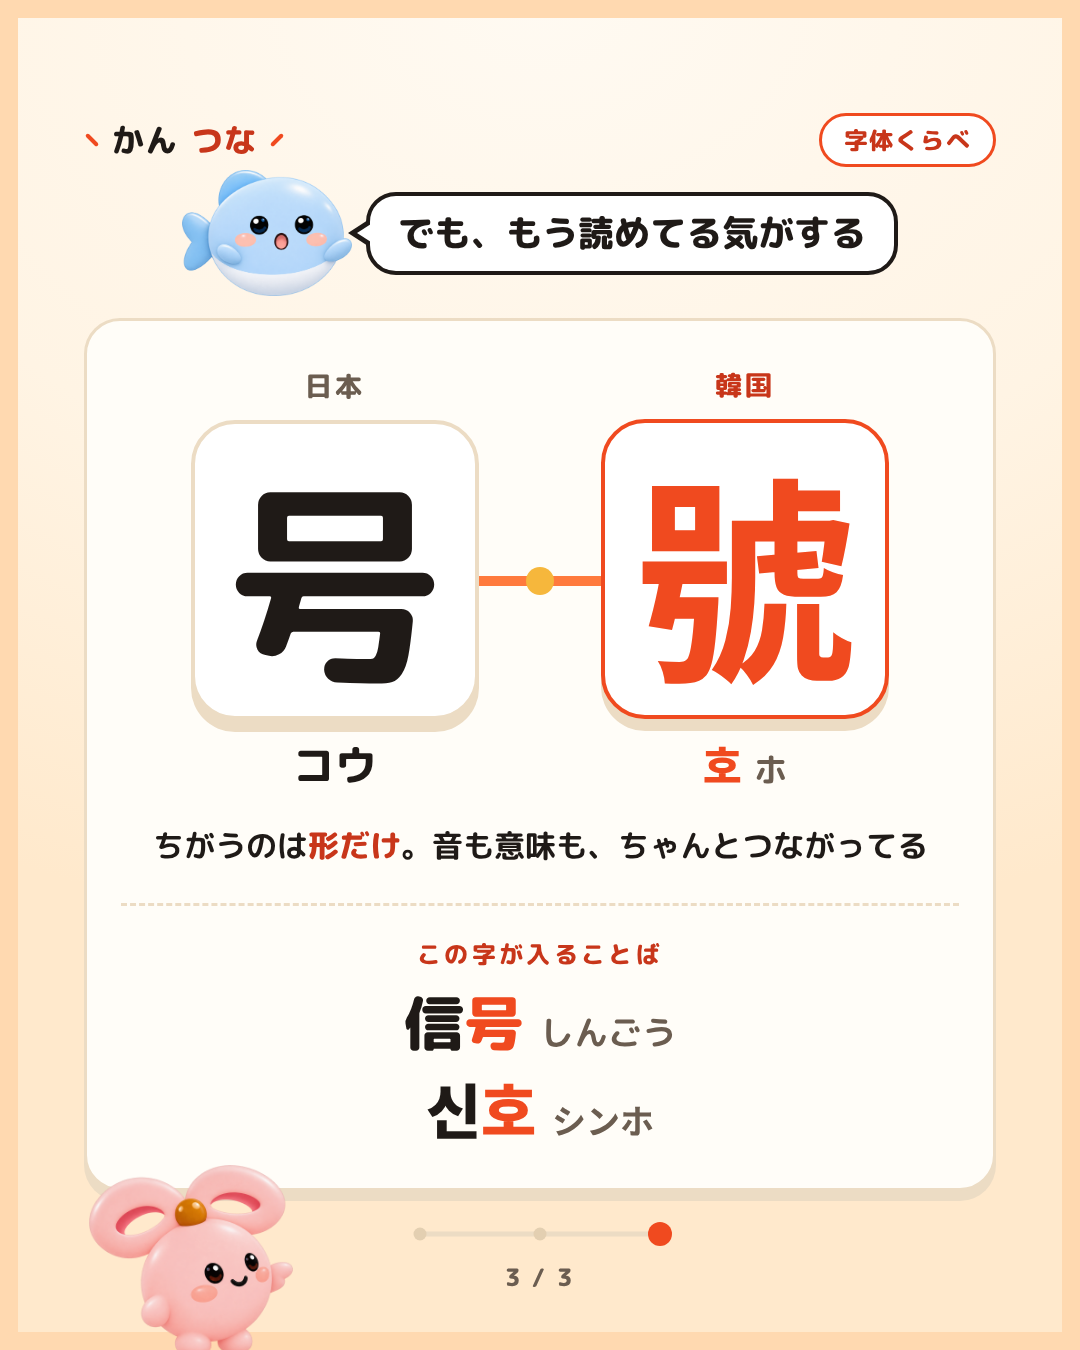 かん つな
字体くらべ
でも、もう読めてる気がする
日本
韓国
号
號
コウ
호 ホ
ちがうのは形だけ。音も意味も、ちゃんとつながってる
この字が入ることば
信号 しんごう
신호 シンホ
3 / 3